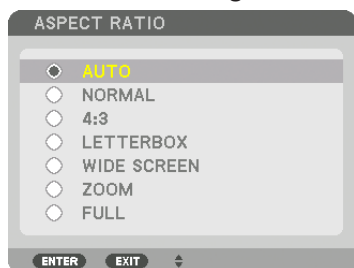 ASPECT RATIO
AUTO
NORMAL
4:3
LETTERBOX
WIDE SCREEN
ZOOM
FULL
ENTER EXIT